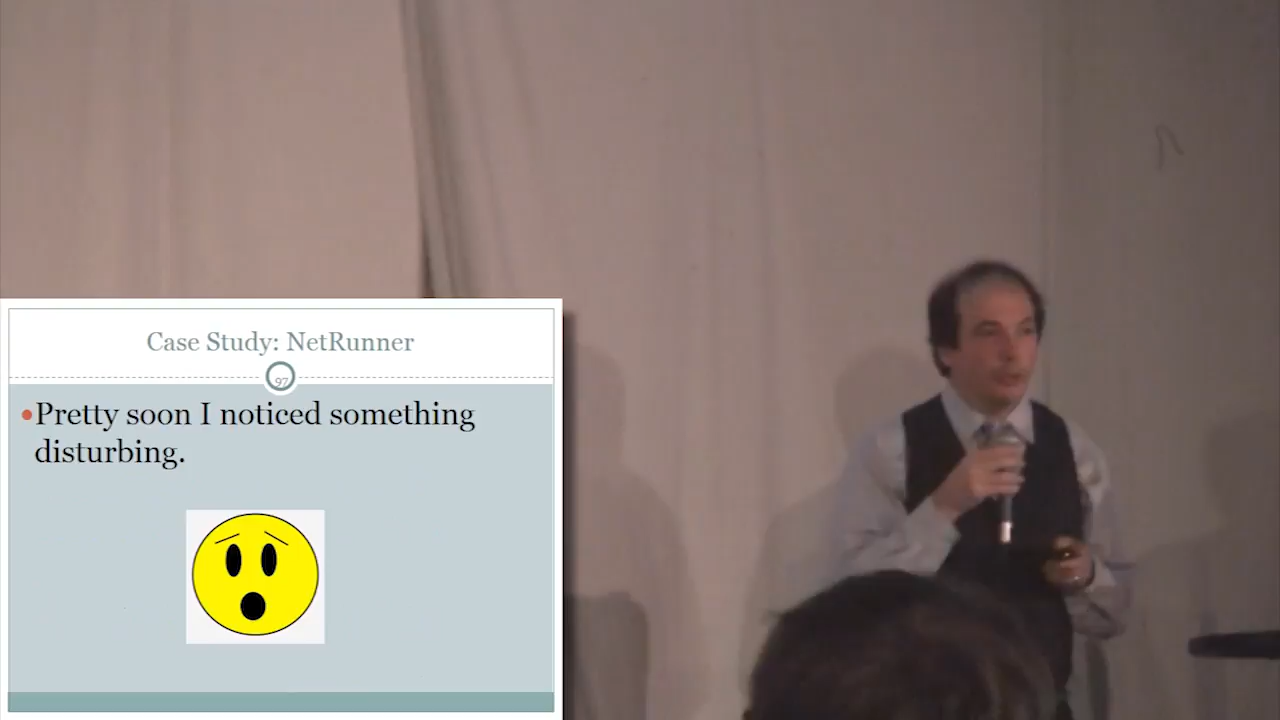 Case Study: NetRunner
97
•Pretty soon I noticed something
disturbing.